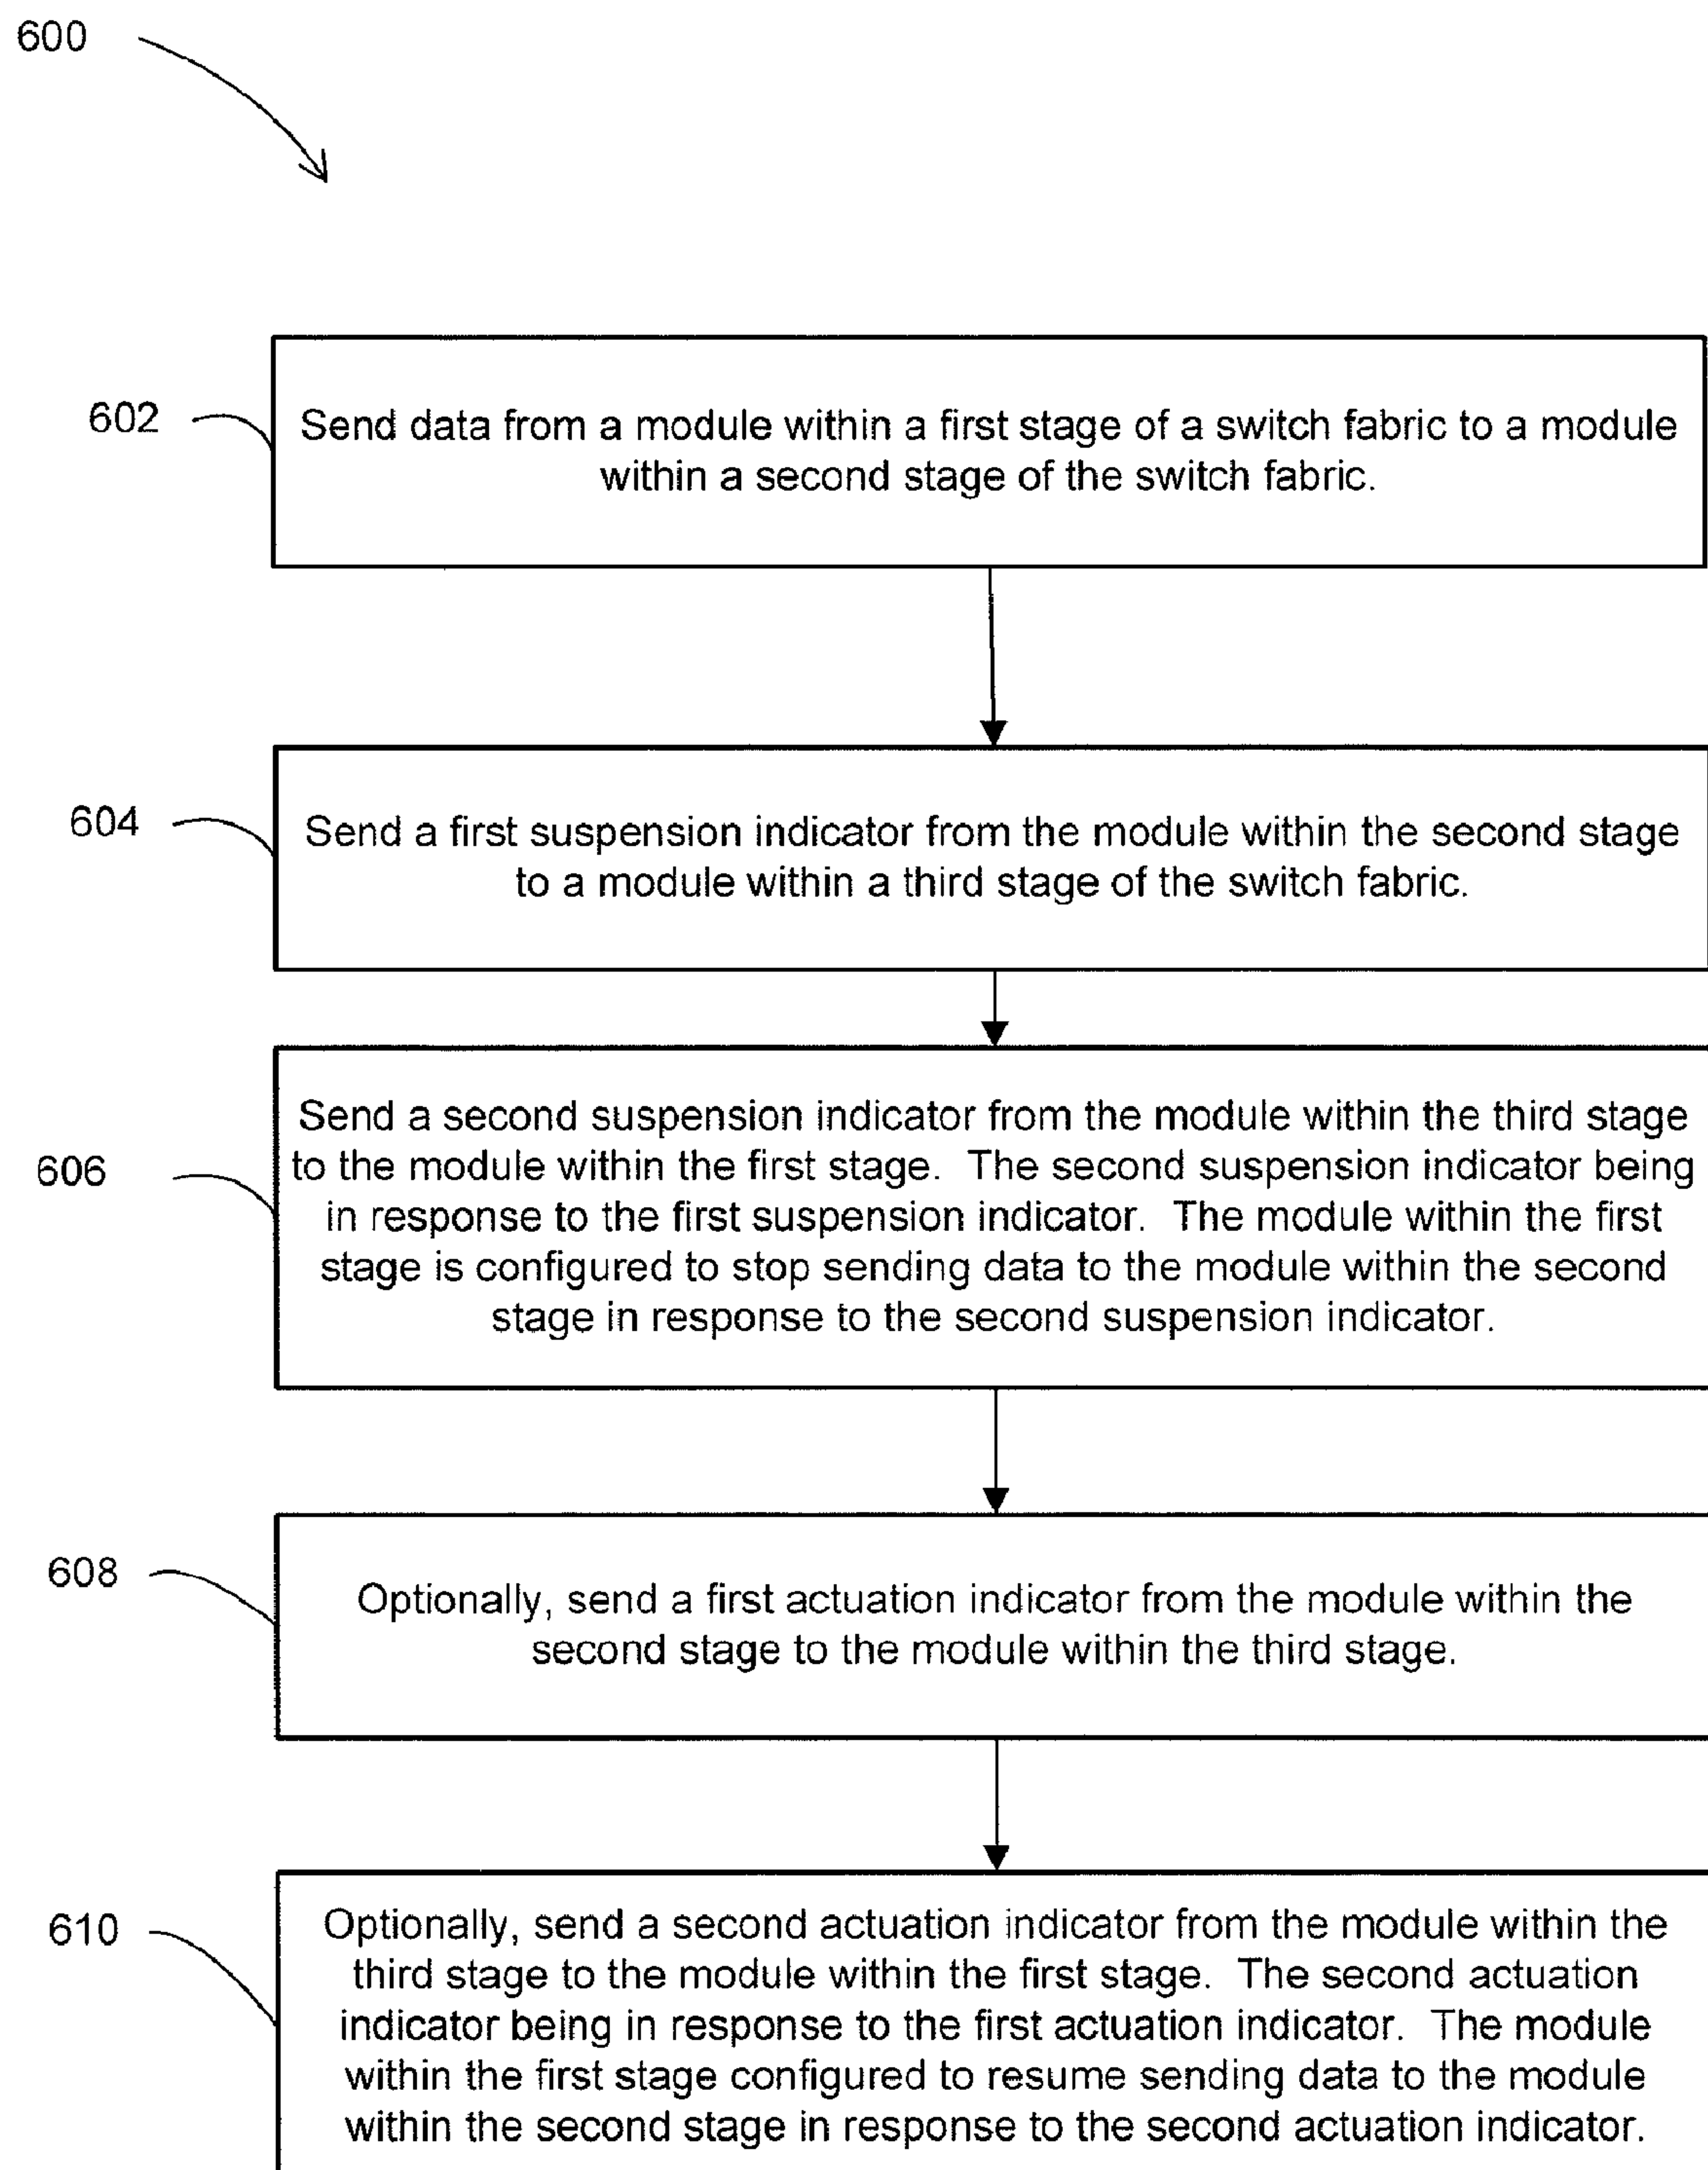 600
602
Send data from a module within a first stage of a switch fabric to a module
within a second stage of the switch fabric.
604
Send a first suspension indicator from the module within the second stage
to a module within a third stage of the switch fabric.
606
Send a second suspension indicator from the module within the third stage
to the module within the first stage.  The second suspension indicator being
in response to the first suspension indicator.  The module within the first
stage is configured to stop sending data to the module within the second
stage in response to the second suspension indicator.
608
Optionally, send a first actuation indicator from the module within the
second stage to the module within the third stage.
610
Optionally, send a second actuation indicator from the module within the
third stage to the module within the first stage.  The second actuation
indicator being in response to the first actuation indicator.  The module
within the first stage configured to resume sending data to the module
within the second stage in response to the second actuation indicator.